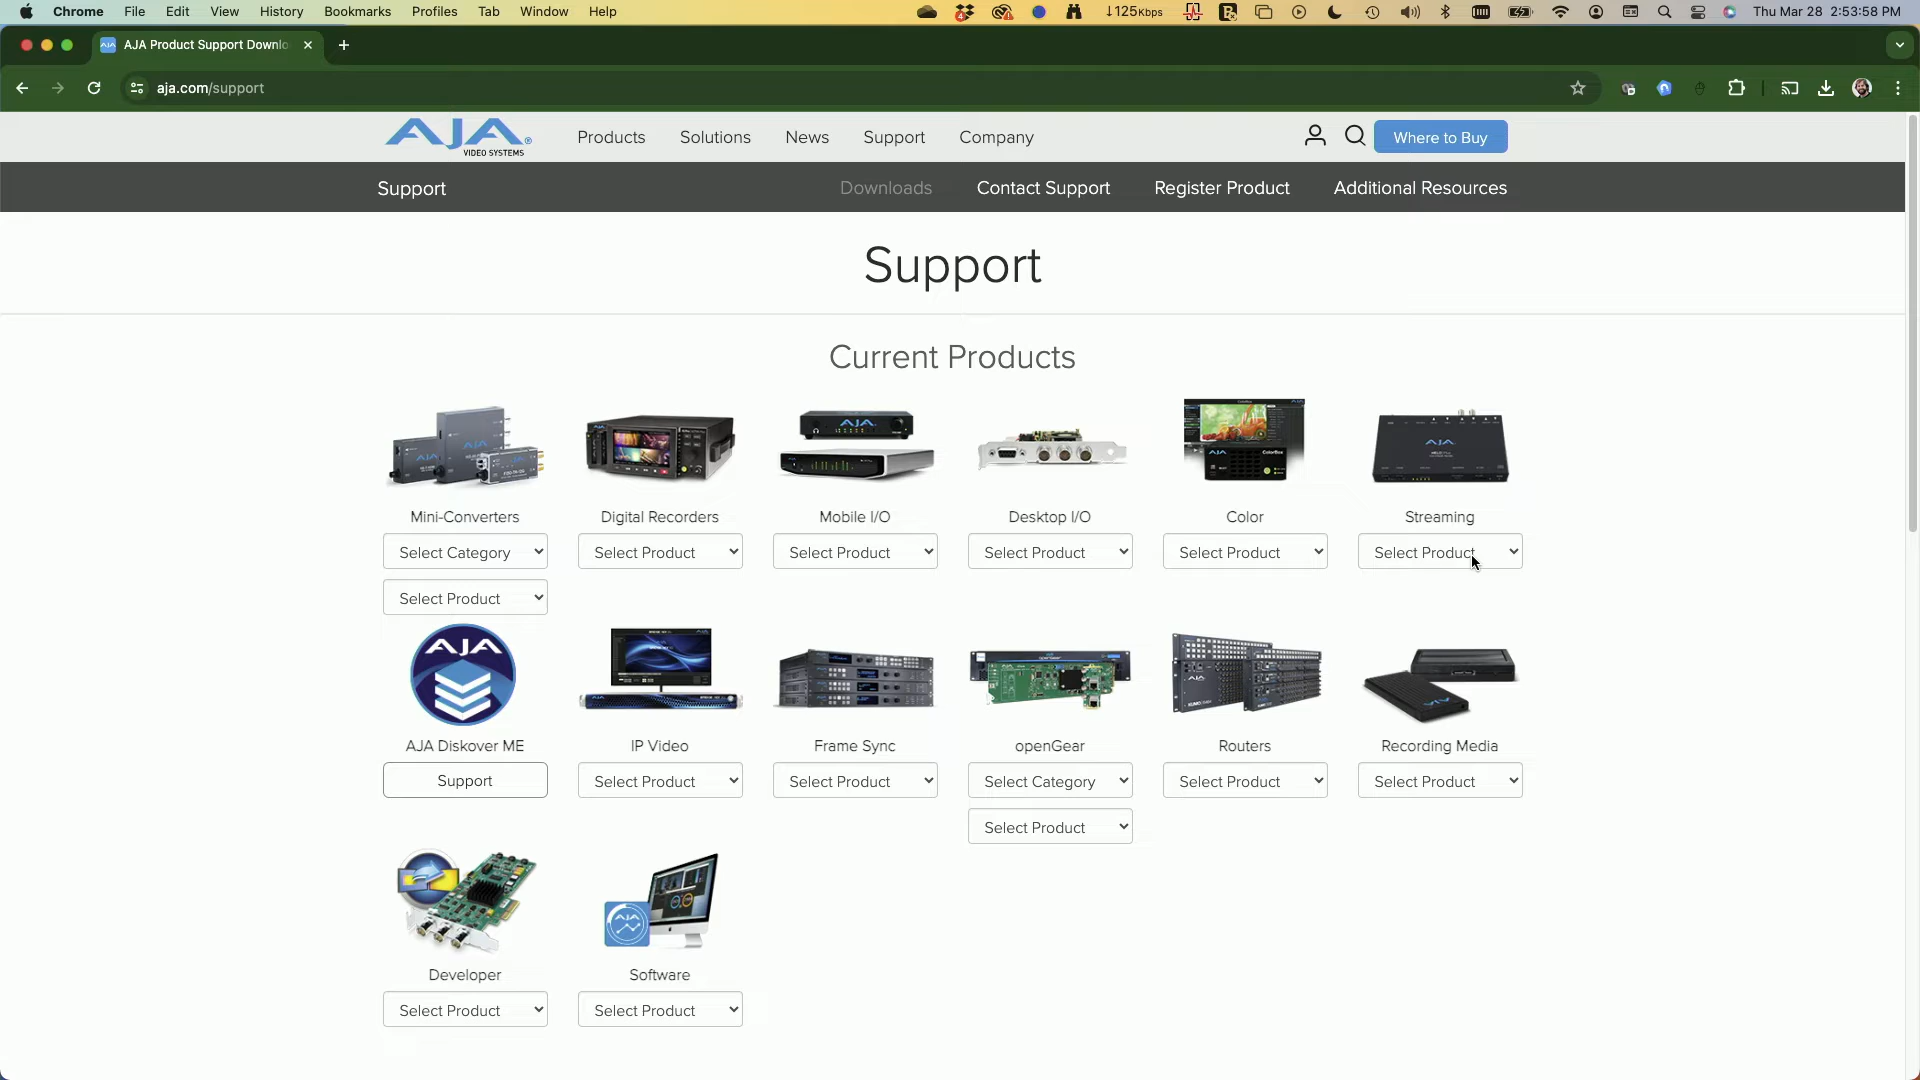 Chrome File Edit View History Bookmarks Profiles Tab Window Help 4 ↓125Kbps Thu Mar 28 2:53:58 PM
AJA Product Support Downlo
aja.com/support
AJA
VIDEO SYSTEMS
Products Solutions News Support Company Where to Buy
Support Downloads Contact Support Register Product Additional Resources
Support
Current Products
Mini-Converters Digital Recorders Mobile I/O Desktop I/O Color Streaming
Select Category Select Product Select Product Select Product Select Product Select Product
Select Product
AJA
AJA Diskover ME IP Video Frame Sync openGear Routers Recording Media
Support Select Product Select Product Select Category Select Product Select Product
Select Product
AJA
Developer Software
Select Product Select Product